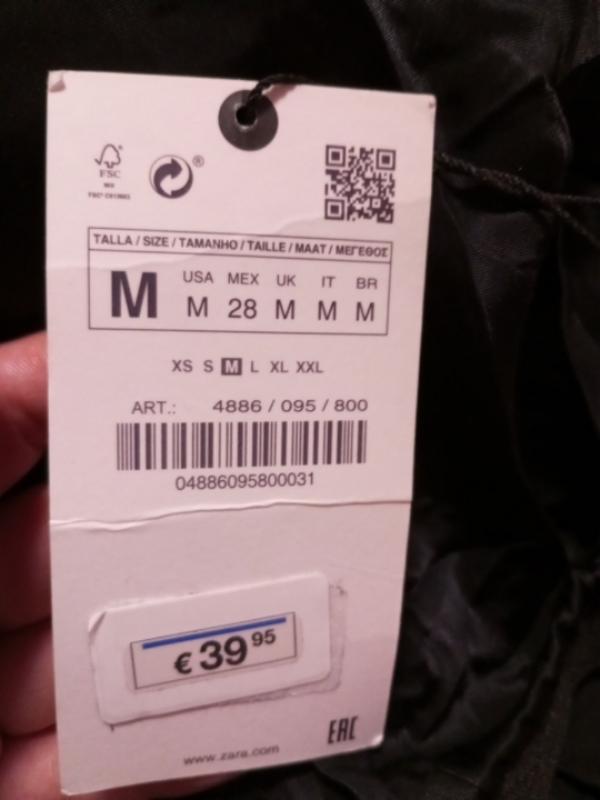 FSC
®
MIX
TALLA / SIZE / TAMANHO / TAILLE / MAAT / ΜΕΓΕΘΟΣ
M
USA MEX UK IT BR
M 28 M M M
XS S M L XL XXL
ART.: 4886 / 095 / 800
04886095800031
€ 39 95
EAC
www.zara.com